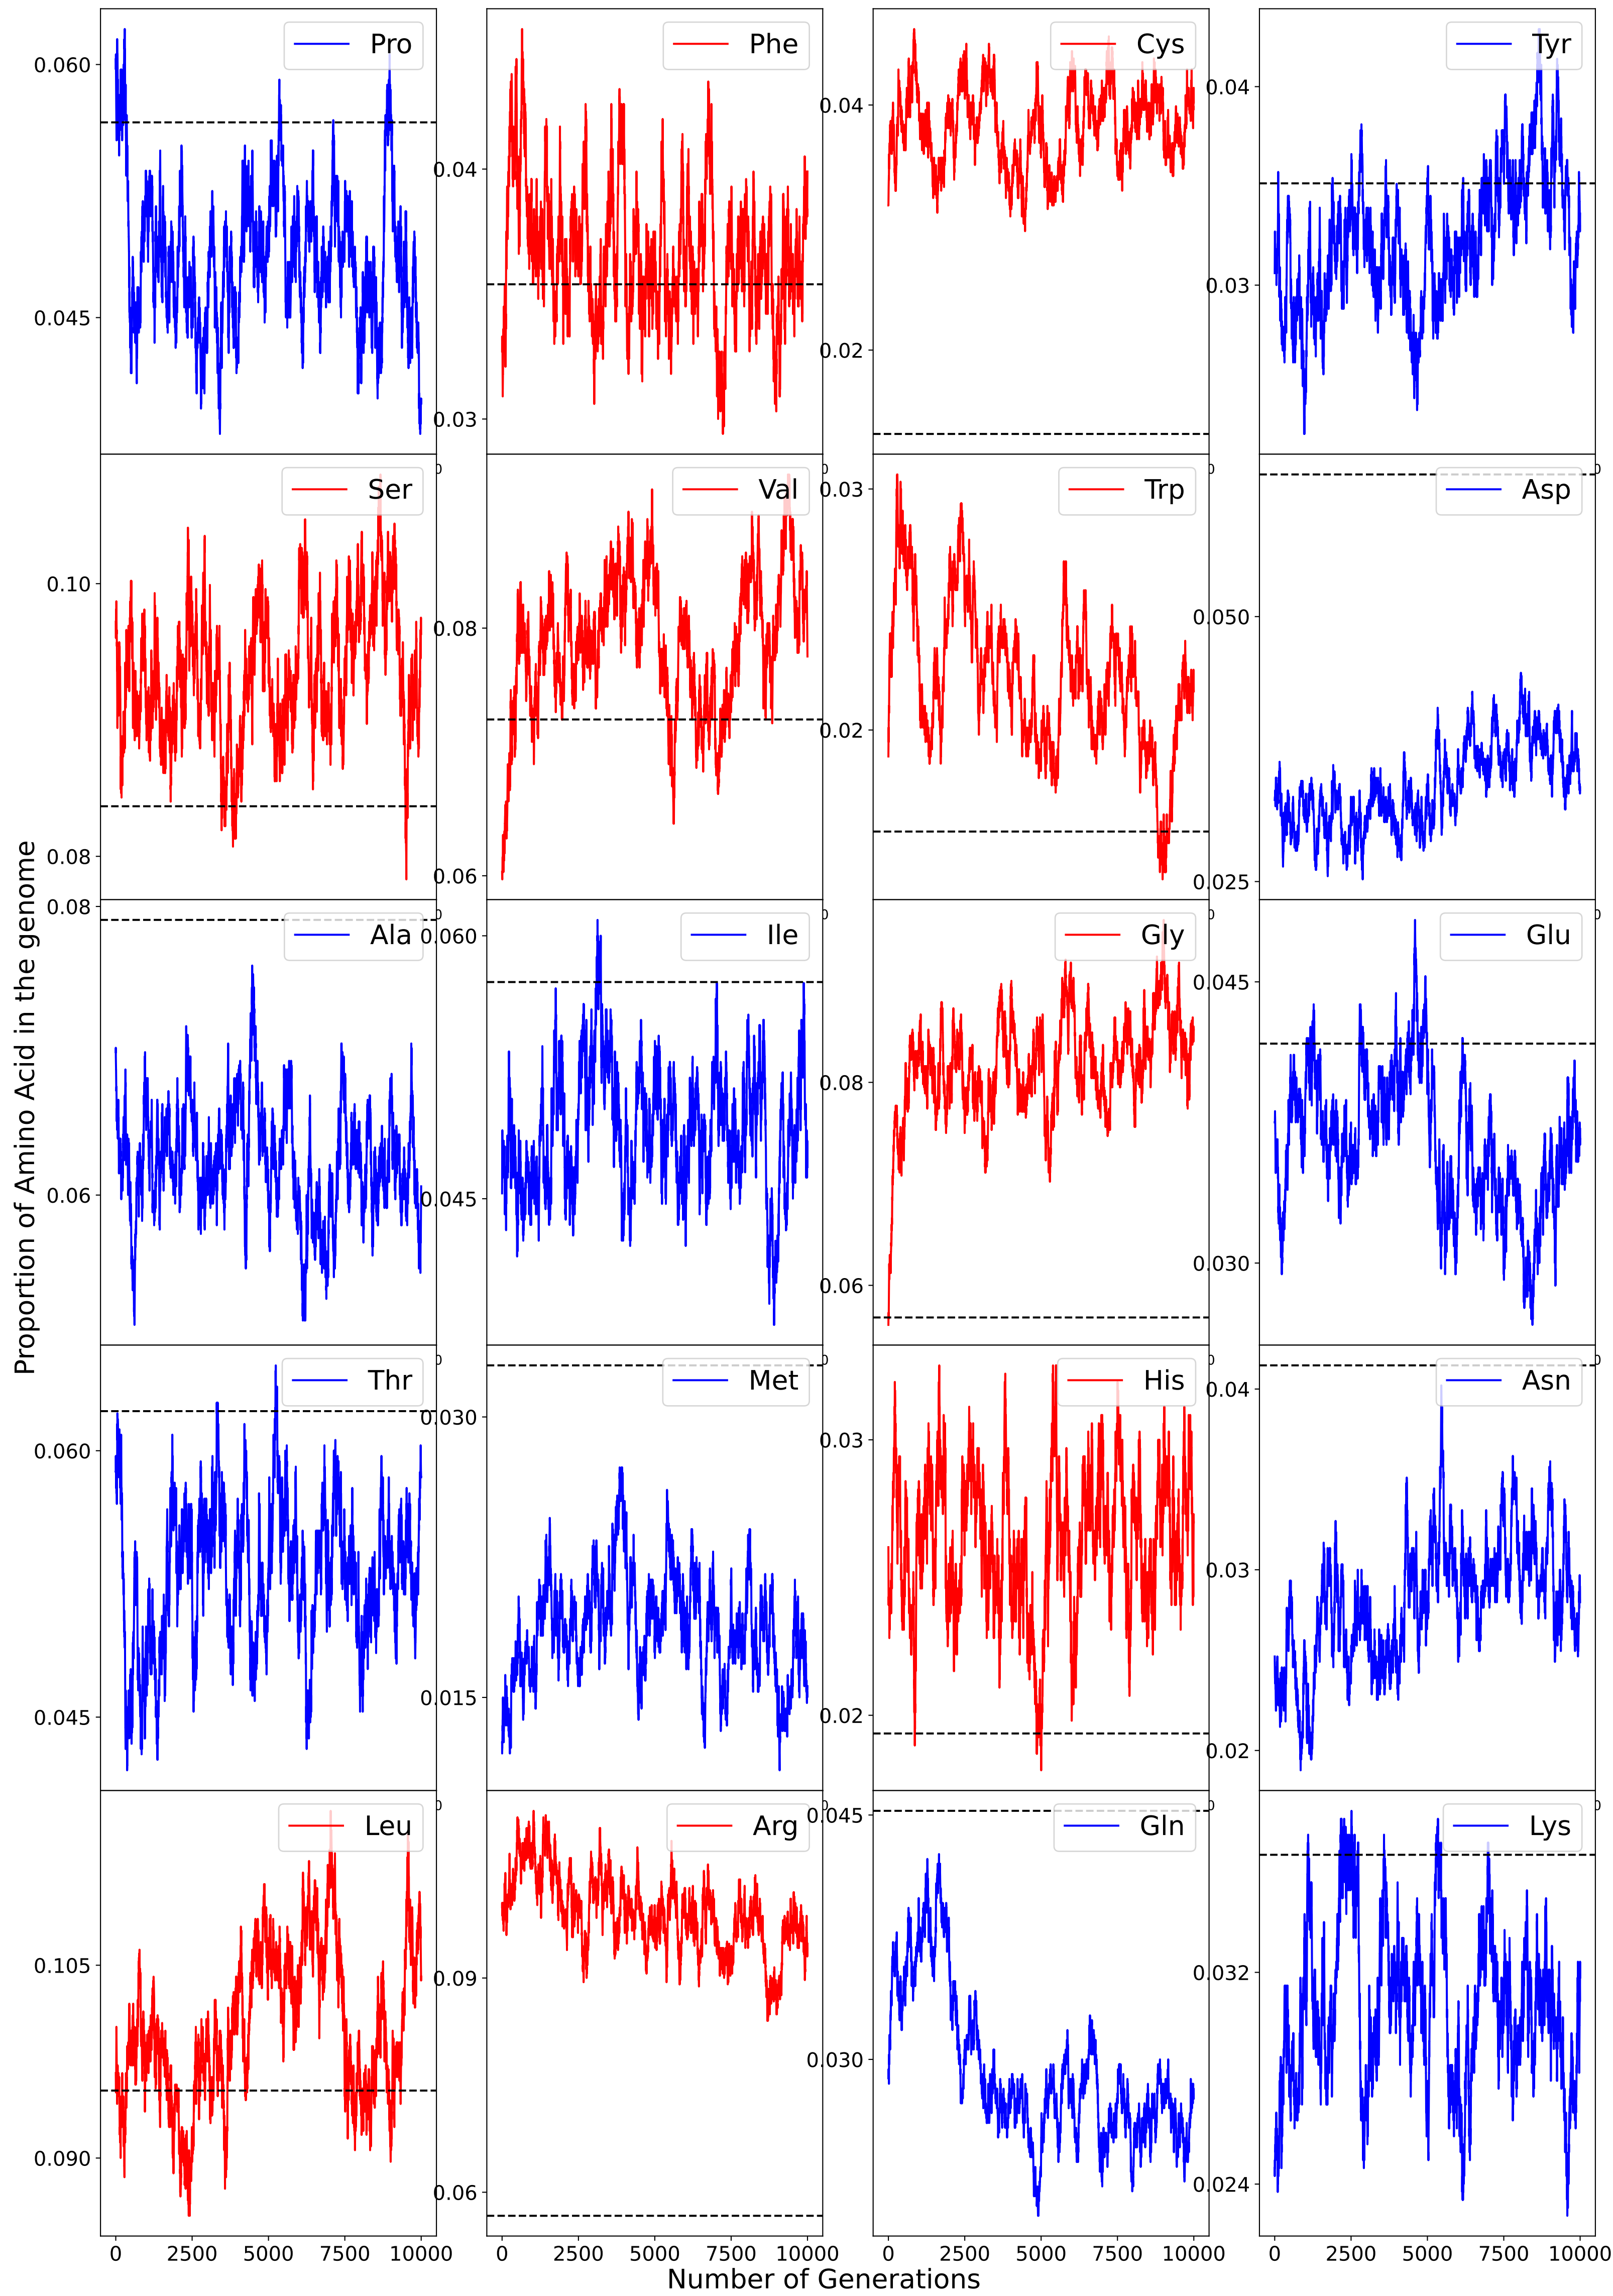 Pro
Phe
Cys
Tyr
0.060
0.045
0.04
0.03
0.04
0.02
0.04
0.03
Ser
Val
Trp
Asp
0.10
0.08
0.08
0.06
0.03
0.02
0.050
0.025
Ala
Ile
Gly
Glu
0.08
0.06
0.060
0.045
0.08
0.06
0.045
0.030
Thr
Met
His
Asn
0.060
0.045
0.030
0.015
0.03
0.02
0.04
0.03
0.02
Leu
Arg
Gln
Lys
0.105
0.090
0.09
0.06
0.045
0.030
0.032
0.024
0 2500 5000 7500 10000
0 2500 5000 7500 10000
0 2500 5000 7500 10000
0 2500 5000 7500 10000
Number of Generations
Proportion of Amino Acid in the genome